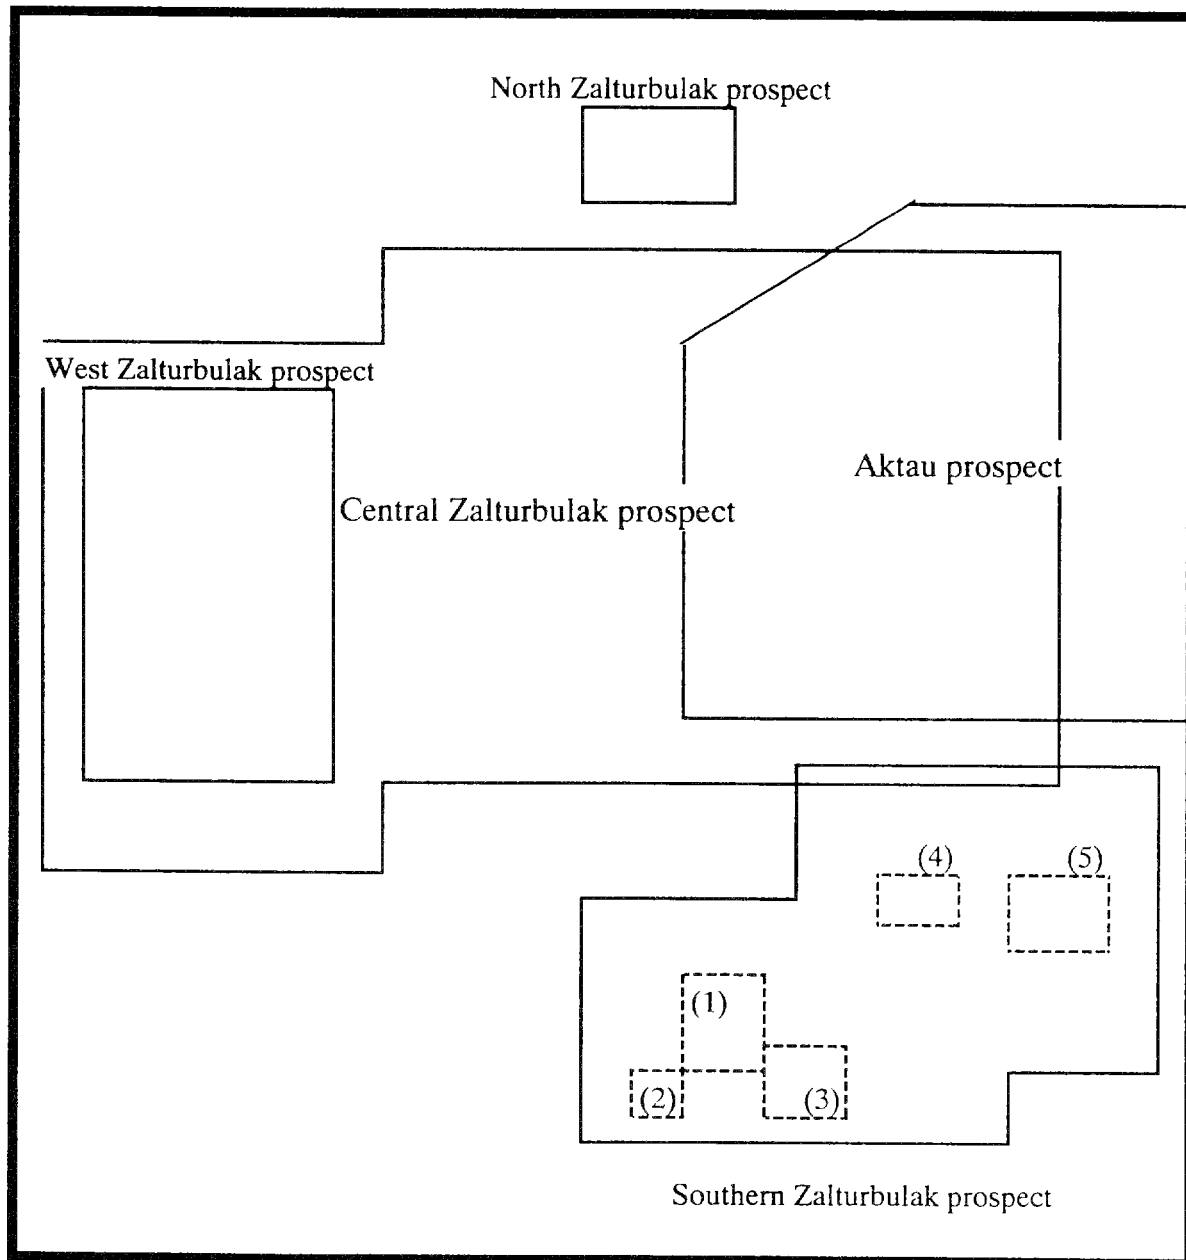 North Zalturbulak prospect
West Zalturbulak prospect
Aktau prospect
Central Zalturbulak prospect
(4)
(5)
(1)
(2)
(3)
Southern Zalturbulak prospect